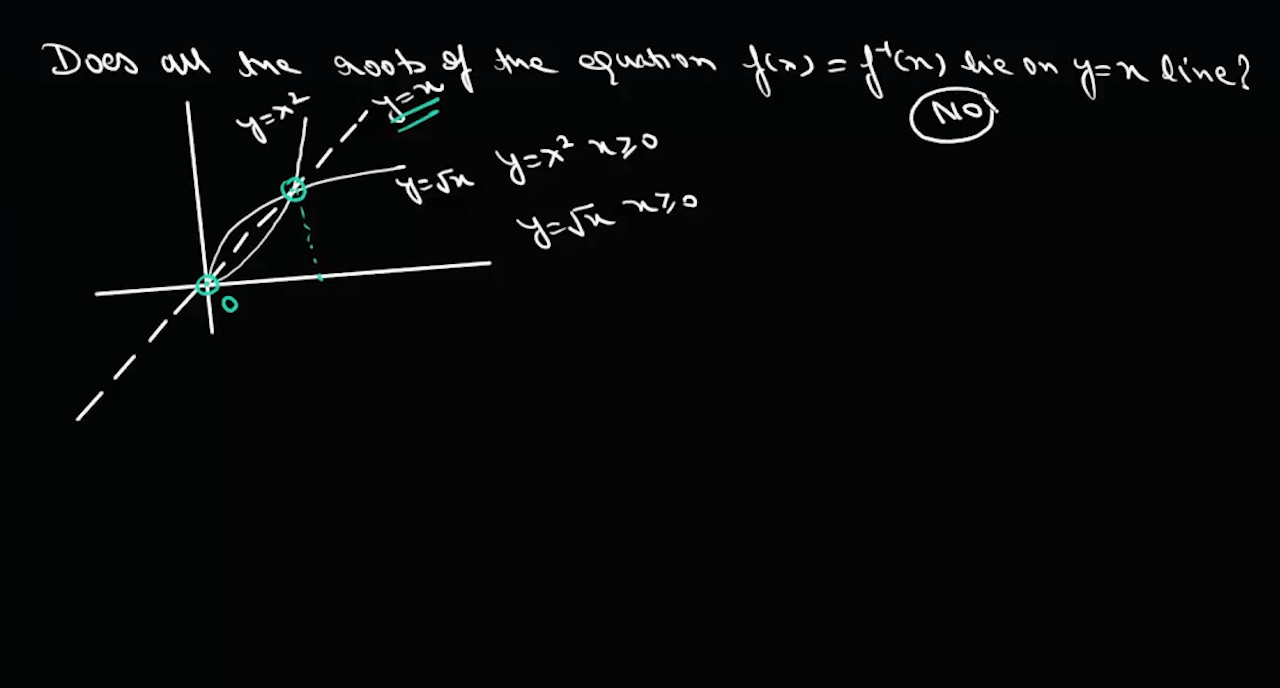 Does all the roots of the equation f(x) = f⁻¹(x) lie on y=x line?
NO
y=x²
y=x
y=√x
y=x² x≥0
y=√x x≥0
0